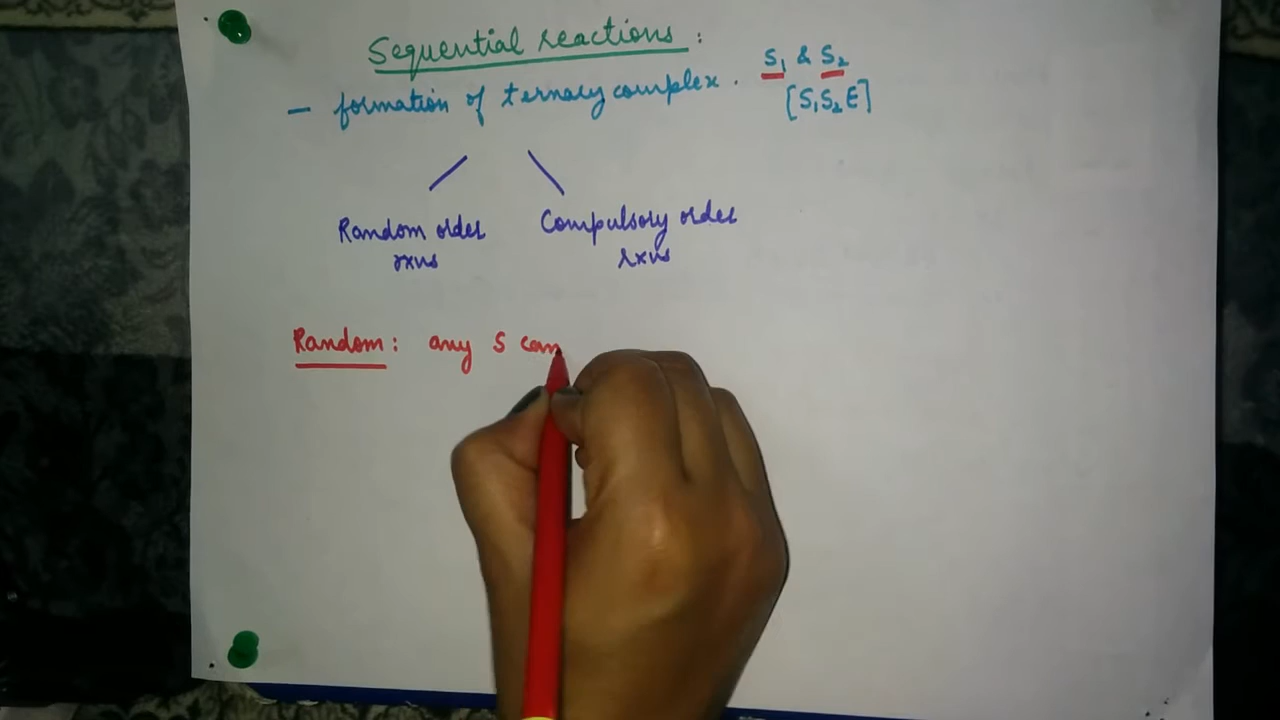 Sequential reactions :
S₁ & S₂
– formation of ternary complex.
[S₁S₂E]
Random order rxns
Compulsory order rxns
Random : any S can